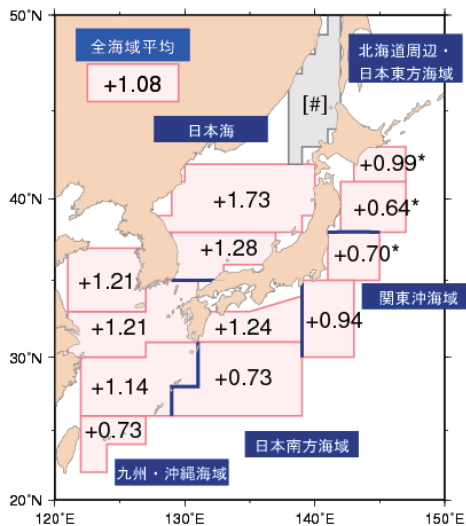 50°N
全海域平均
+1.08
北海道周辺・
日本東方海域
[#]
日本海
+0.99*
40°N
+1.73
+0.64*
+1.28
+0.70*
+1.21
関東沖海域
+1.21
+1.24
+0.94
30°N
+1.14
+0.73
+0.73
日本南方海域
九州・沖縄海域
20°N
120°E
130°E
140°E
150°E